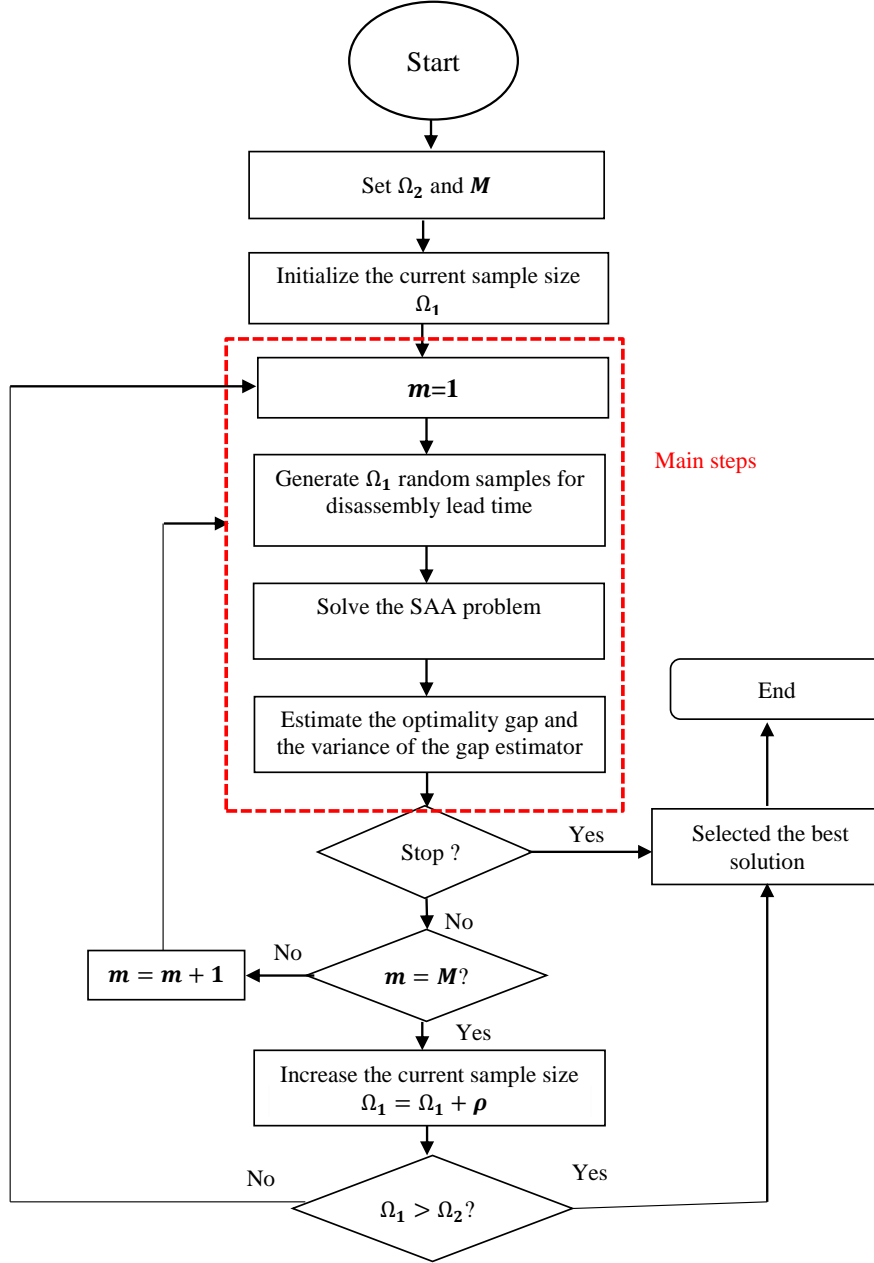 Start
Set Ω₂ and M
Initialize the current sample size
Ω₁
m=1
Main steps
Generate Ω₁ random samples for
disassembly lead time
Solve the SAA problem
End
Estimate the optimality gap and
the variance of the gap estimator
Stop ?
Yes
Selected the best
solution
No
No
m = m + 1
m = M?
Yes
Increase the current sample size
Ω₁ = Ω₁ + ρ
No
Yes
Ω₁ > Ω₂?